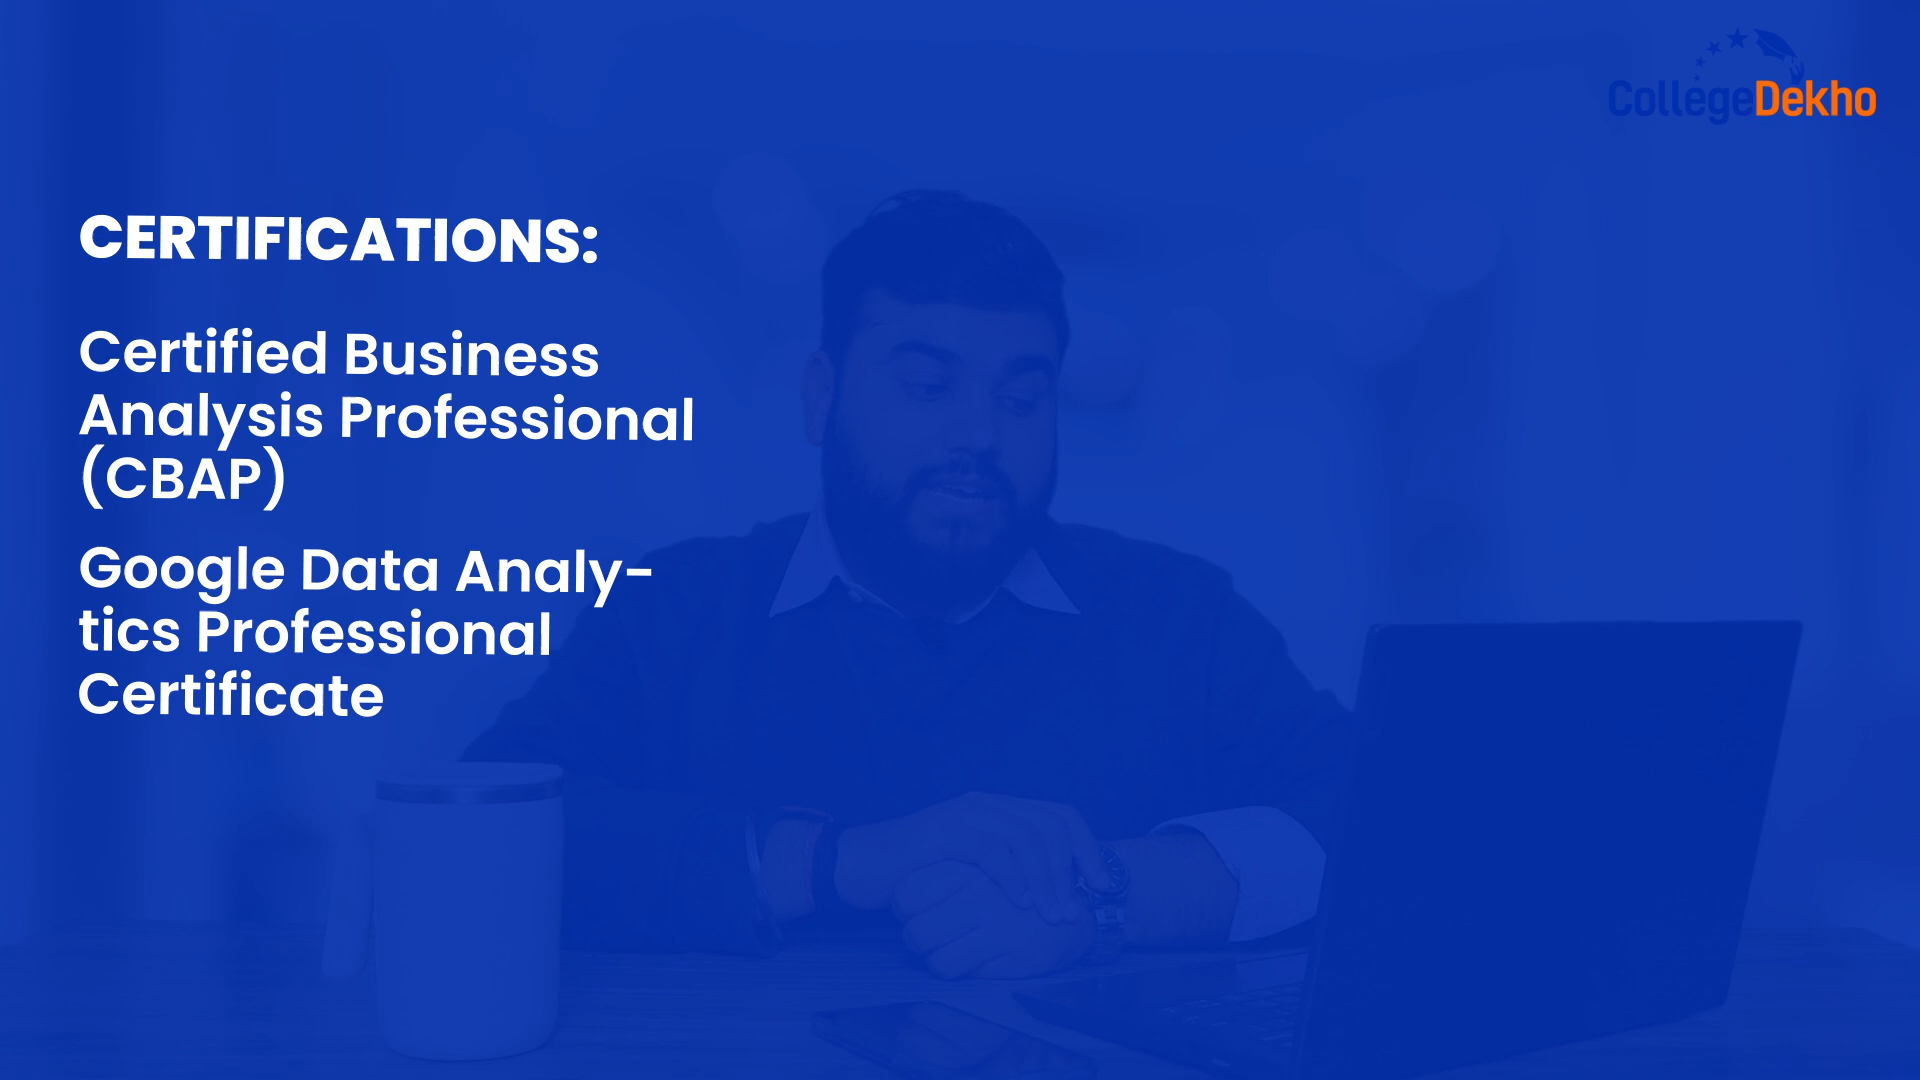 CollegeDekho
CERTIFICATIONS:
Certified Business
Analysis Professional
(CBAP)
Google Data Analy-
tics Professional
Certificate